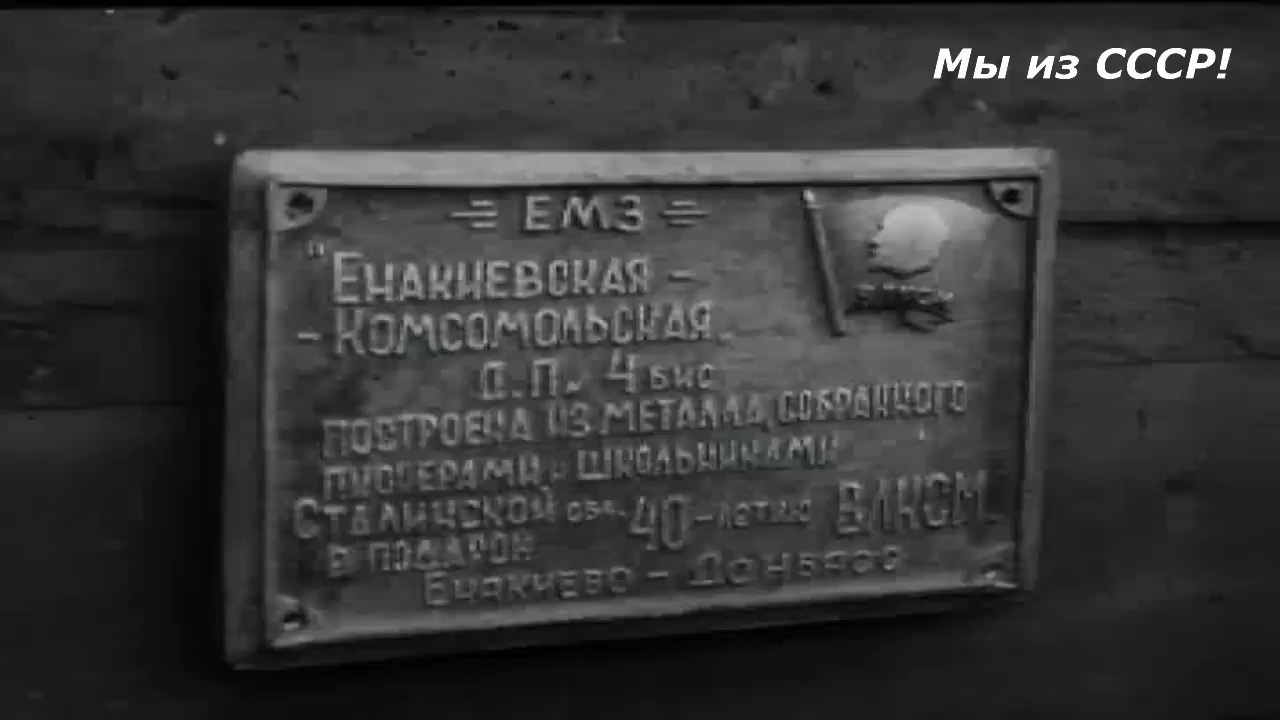 Мы из СССР!
ЕМЗ
"ЕНАКИЕВСКАЯ -
- КОМСОМОЛЬСКАЯ
Д.П. 4 бис
ПОСТРОЕНА ИЗ МЕТАЛЛА, СОБРАННОГО
ПИОНЕРАМИ И ШКОЛЬНИКАМИ
СТАЛИНСКОЙ обл. 40-летию ВЛКСМ.
В ПОДАРОК
ЕНАКИЕВО - ДОНБАСС